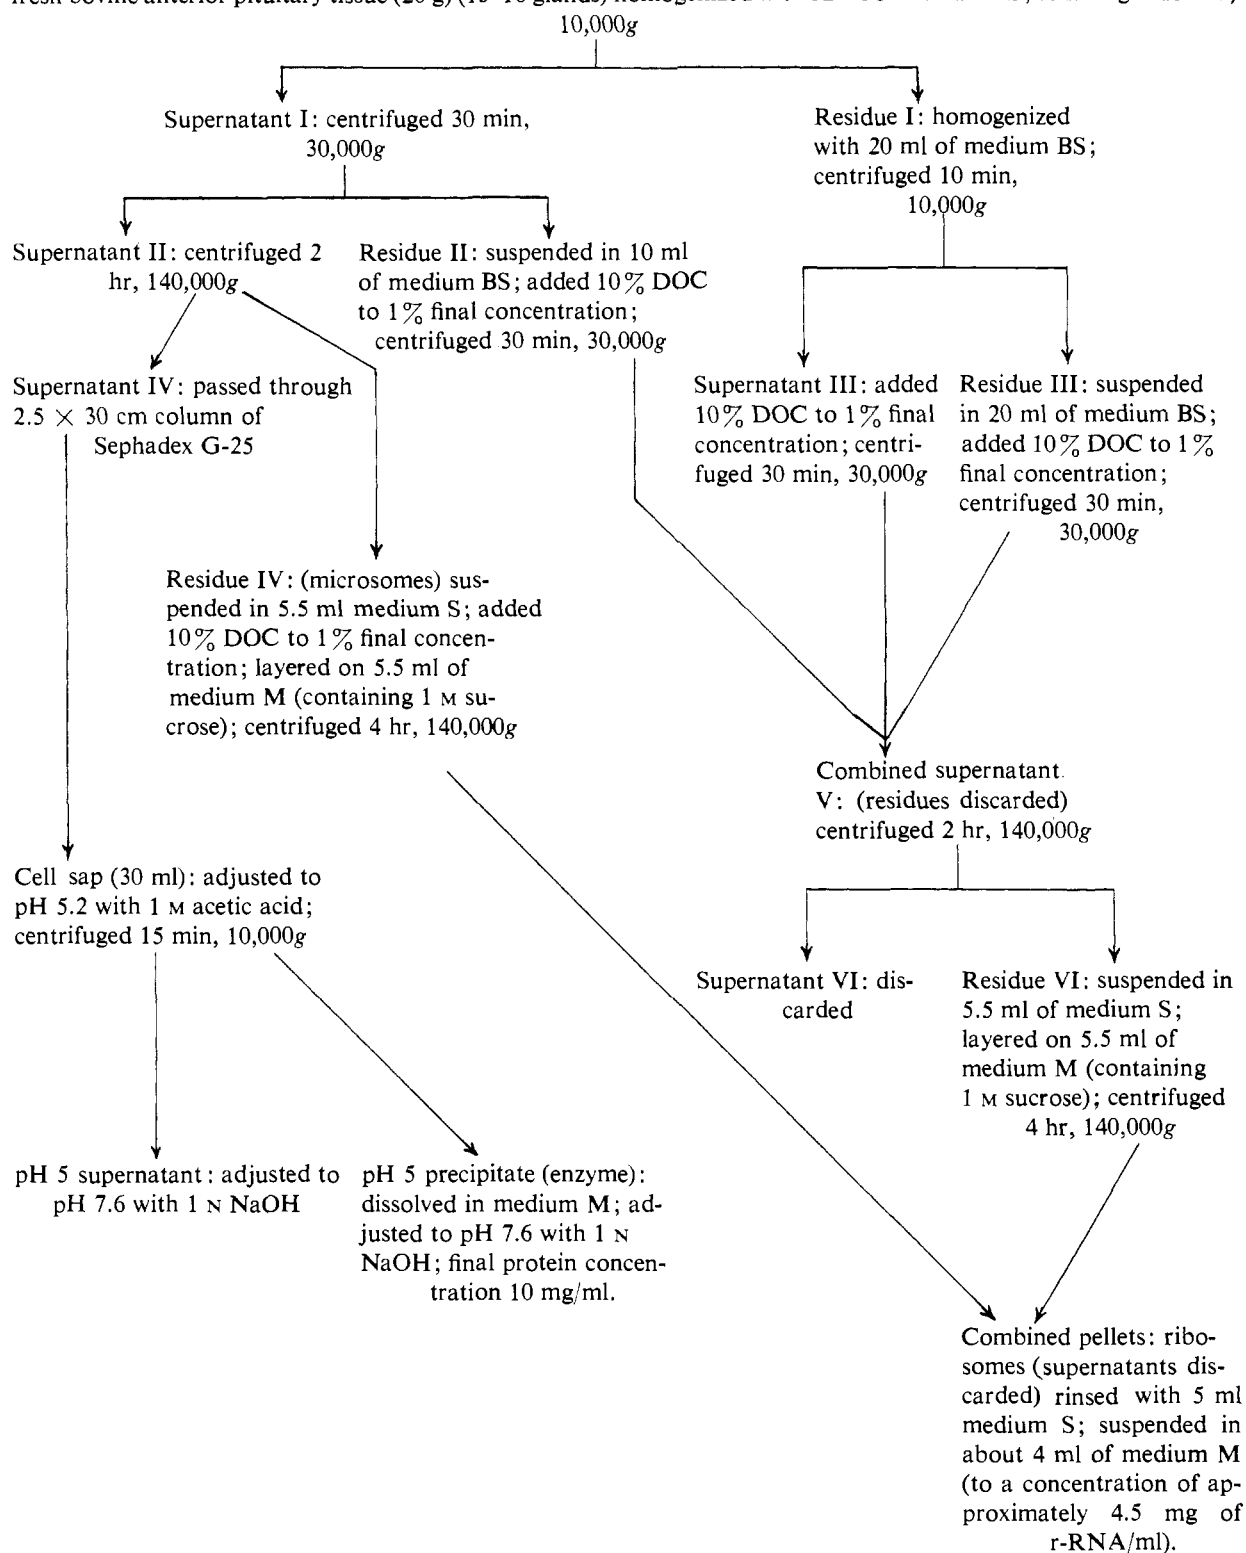 10,000g
Supernatant I: centrifuged 30 min,
30,000g
Residue I: homogenized
with 20 ml of medium BS;
centrifuged 10 min,
10,000g
Supernatant II: centrifuged 2
hr, 140,000g
Residue II: suspended in 10 ml
of medium BS; added 10% DOC
to 1% final concentration;
centrifuged 30 min, 30,000g
Supernatant III: added
10% DOC to 1% final
concentration; centri-
fuged 30 min, 30,000g
Residue III: suspended
in 20 ml of medium BS;
added 10% DOC to 1%
final concentration;
centrifuged 30 min,
30,000g
Supernatant IV: passed through
2.5 × 30 cm column of
Sephadex G-25
Residue IV: (microsomes) sus-
pended in 5.5 ml medium S; added
10% DOC to 1% final concen-
tration; layered on 5.5 ml of
medium M (containing 1 M su-
crose); centrifuged 4 hr, 140,000g
Combined supernatant
V: (residues discarded)
centrifuged 2 hr, 140,000g
Cell sap (30 ml): adjusted to
pH 5.2 with 1 M acetic acid;
centrifuged 15 min, 10,000g
Supernatant VI: dis-
carded
Residue VI: suspended in
5.5 ml of medium S;
layered on 5.5 ml of
medium M (containing
1 M sucrose); centrifuged
4 hr, 140,000g
pH 5 supernatant: adjusted to
pH 7.6 with 1 N NaOH
pH 5 precipitate (enzyme):
dissolved in medium M; ad-
justed to pH 7.6 with 1 N
NaOH; final protein concen-
tration 10 mg/ml.
Combined pellets: ribo-
somes (supernatants dis-
carded) rinsed with 5 ml
medium S; suspended in
about 4 ml of medium M
(to a concentration of ap-
proximately 4.5 mg of
r-RNA/ml).